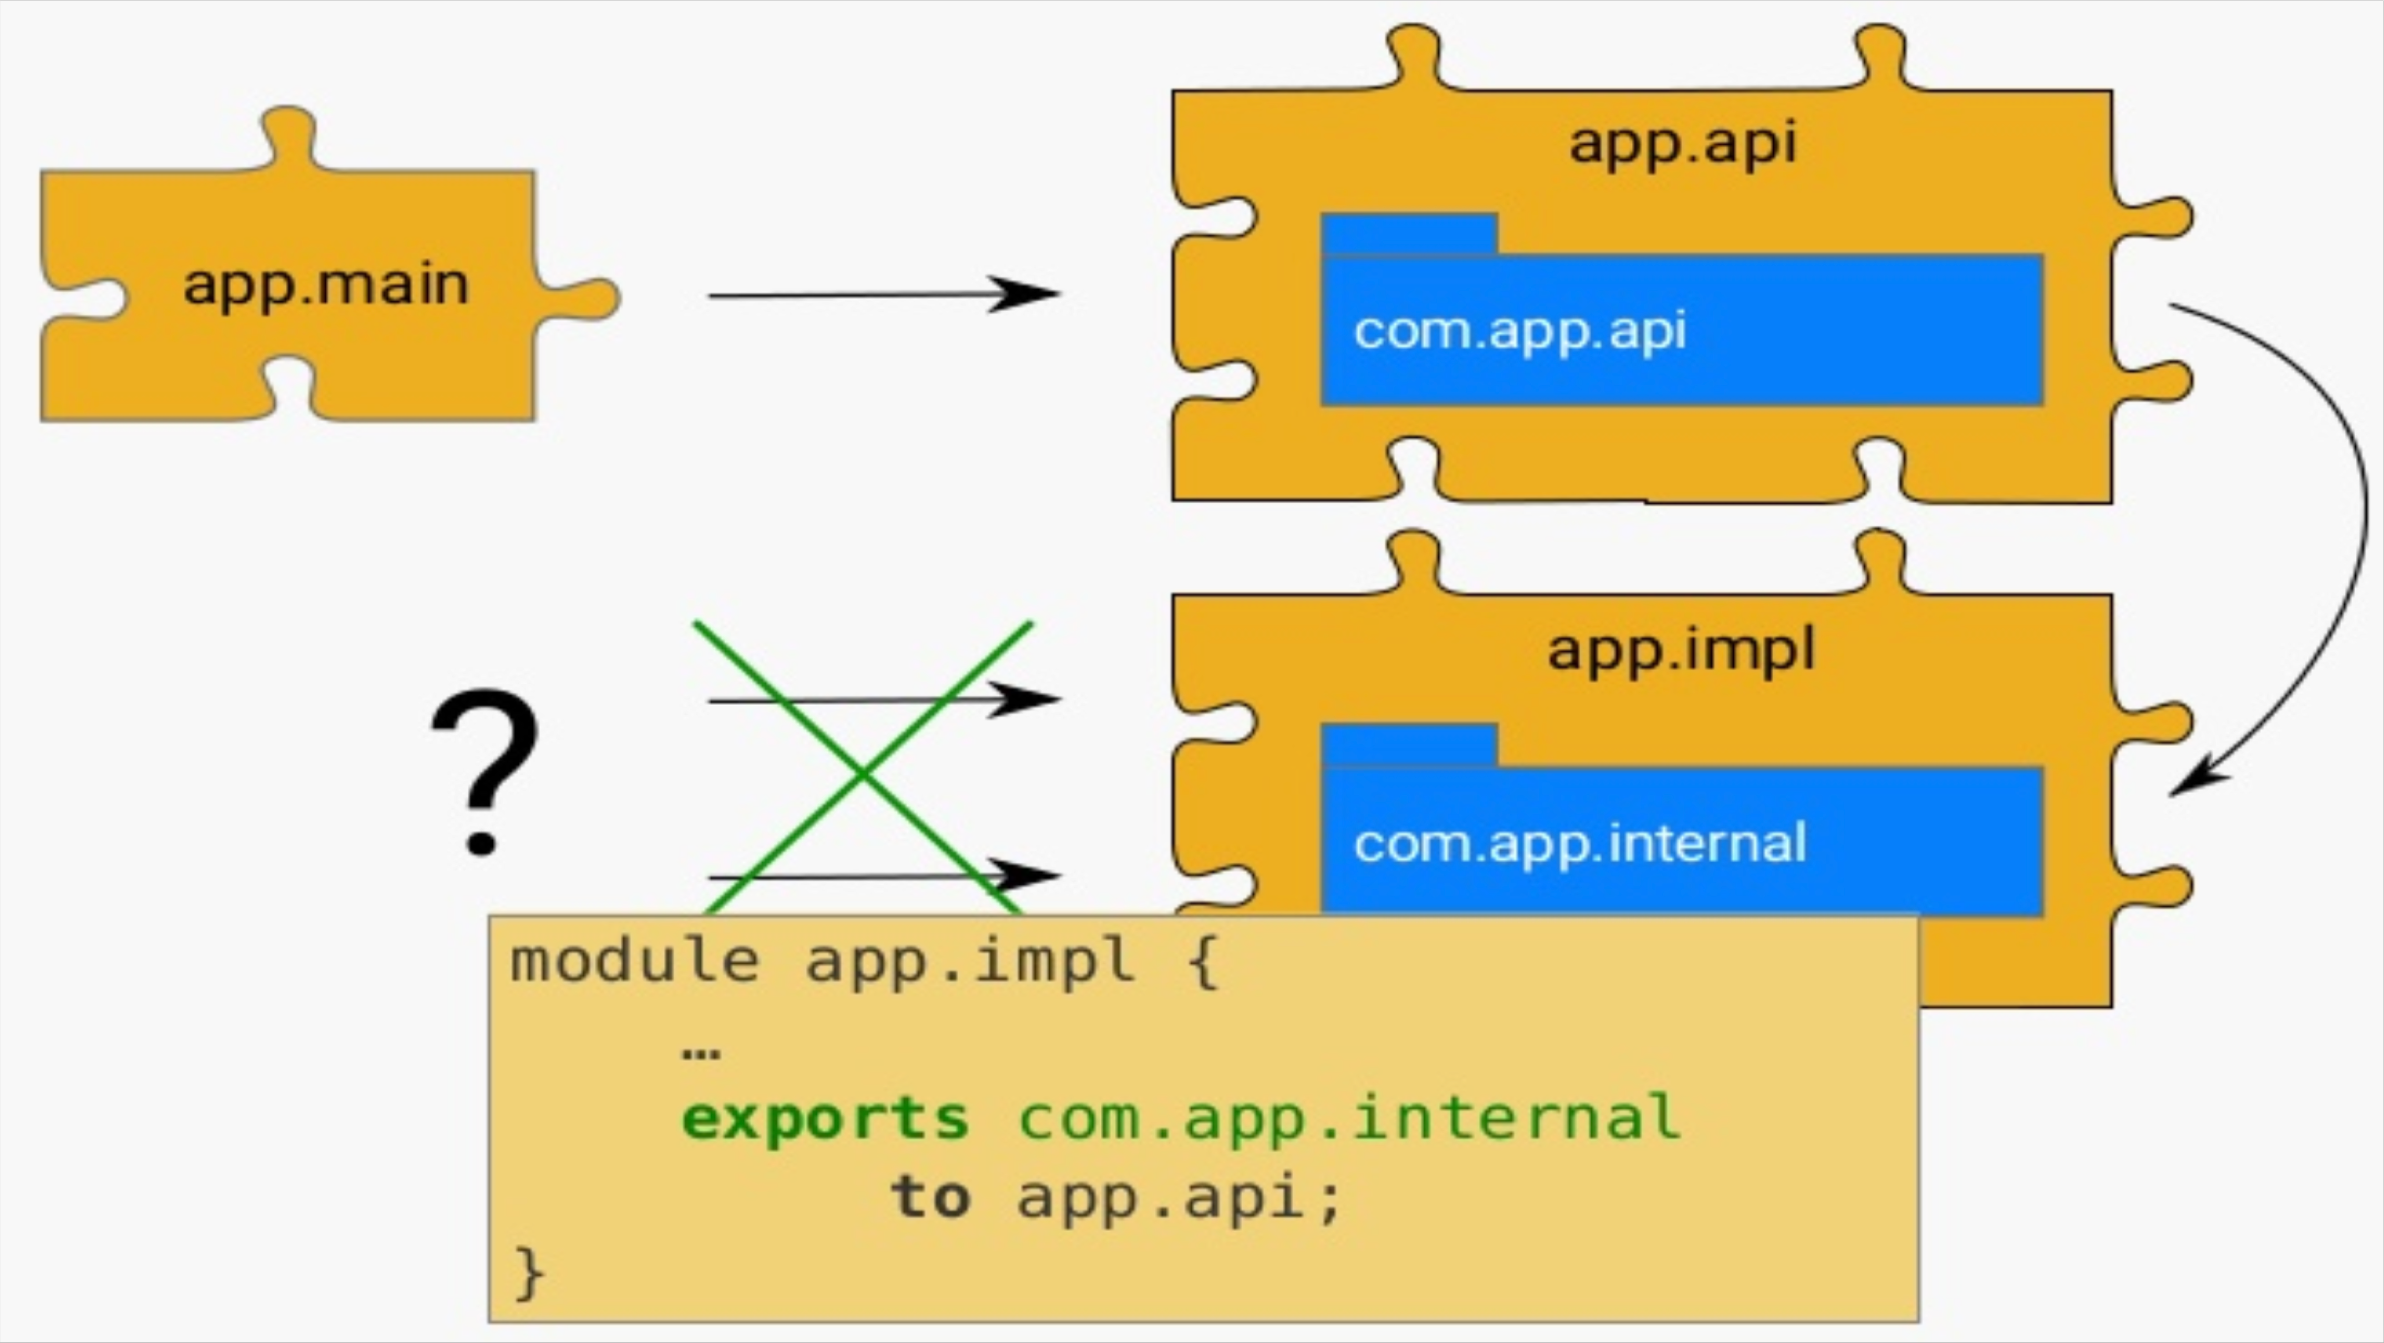 app.main
app.api
com.app.api
app.impl
?
com.app.internal
module app.impl {
…
exports com.app.internal
to app.api;
}